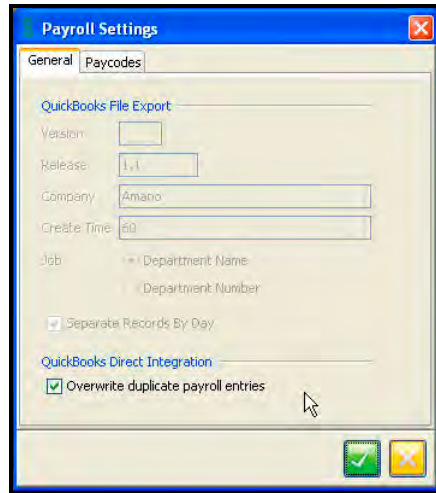 Payroll Settings
General Paycodes
QuickBooks File Export
Version
Release 1.1
Company Amano
Create Time 60
Job Department Name
Department Number
Separate Records By Day
QuickBooks Direct Integration
Overwrite duplicate payroll entries